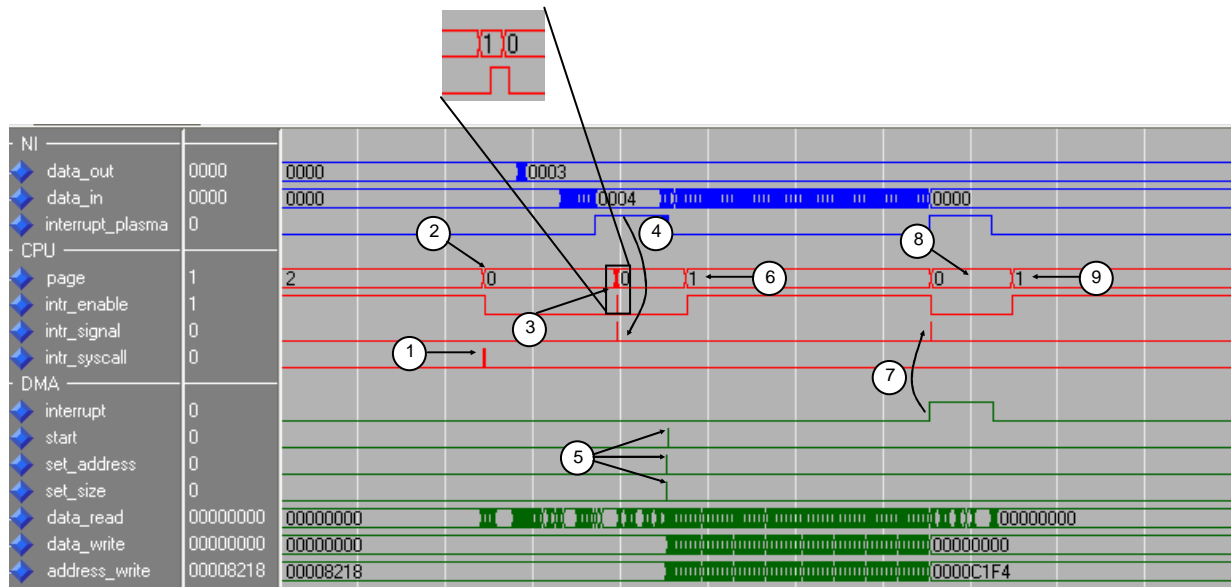 1 0
NI
data_out 0000 0000 0003
data_in 0000 0000 0004 0000
interrupt_plasma 0 4
2 8
CPU
page 1 2 0 0 1 6 0 1 9
intr_enable 1
3
intr_signal 0
intr_syscall 0 1
7
DMA
interrupt 0
start 0
5
set_address 0
set_size 0
data_read 00000000 00000000 00000000
data_write 00000000 00000000 00000000
address_write 00008218 00008218 0000C1F4